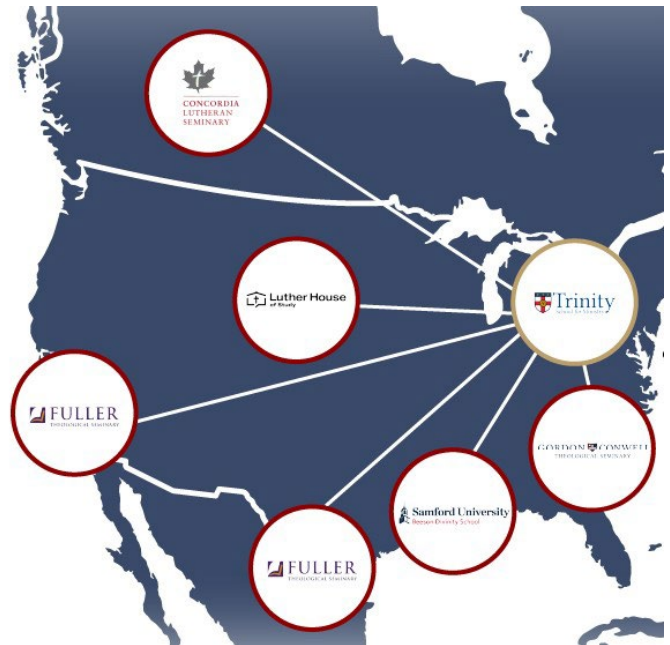 CONCORDIA
LUTHERAN
SEMINARY
Luther House
of Study
Trinity
School for Ministry
FULLER
THEOLOGICAL SEMINARY
GORDON CONWELL
THEOLOGICAL SEMINARY
Samford University
Beeson Divinity School
FULLER
THEOLOGICAL SEMINARY